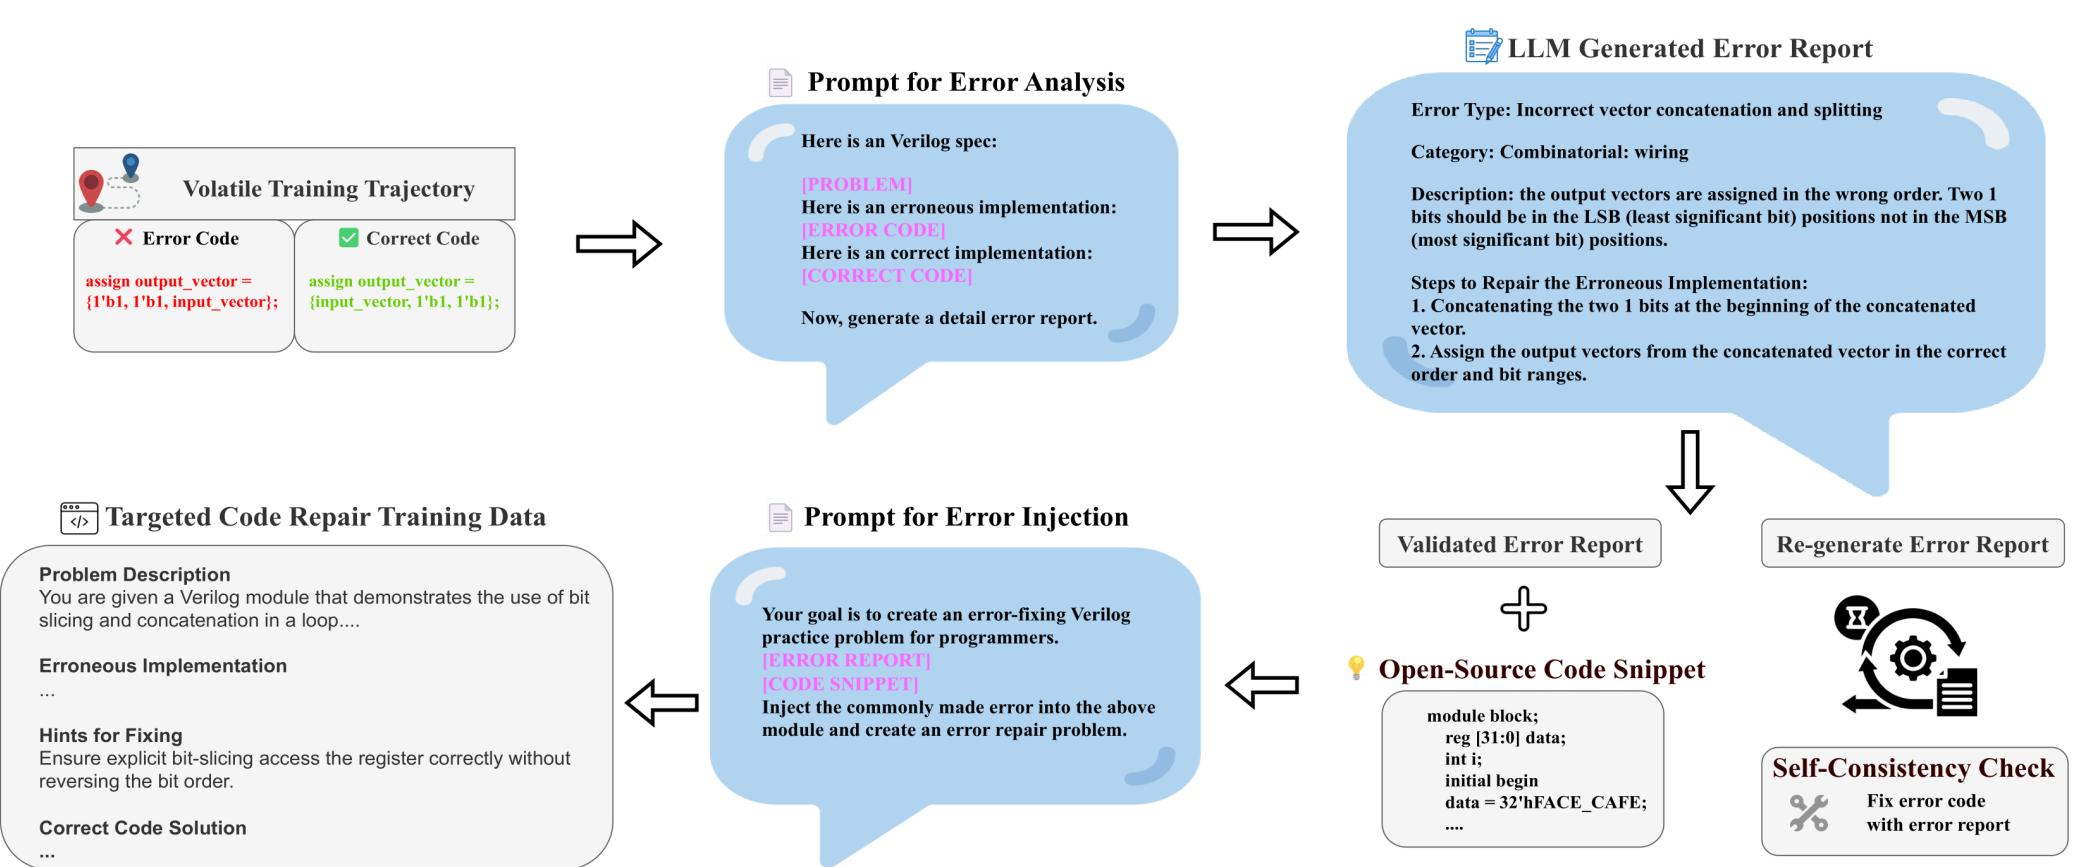 Volatile Training Trajectory
Error Code
assign output_vector =
{1'b1, 1'b1, input_vector};
Correct Code
assign output_vector =
{input_vector, 1'b1, 1'b1};
Prompt for Error Analysis
Here is an Verilog spec:
[PROBLEM]
Here is an erroneous implementation:
[ERROR CODE]
Here is an correct implementation:
[CORRECT CODE]
Now, generate a detail error report.
LLM Generated Error Report
Error Type: Incorrect vector concatenation and splitting
Category: Combinatorial: wiring
Description: the output vectors are assigned in the wrong order. Two 1
bits should be in the LSB (least significant bit) positions not in the MSB
(most significant bit) positions.
Steps to Repair the Erroneous Implementation:
1. Concatenating the two 1 bits at the beginning of the concatenated
vector.
2. Assign the output vectors from the concatenated vector in the correct
order and bit ranges.
Validated Error Report
Re-generate Error Report
Open-Source Code Snippet
module block;
reg [31:0] data;
int i;
initial begin
data = 32'hFACE_CAFE;
....
Self-Consistency Check
Fix error code
with error report
Prompt for Error Injection
Your goal is to create an error-fixing Verilog
practice problem for programmers.
[ERROR REPORT]
[CODE SNIPPET]
Inject the commonly made error into the above
module and create an error repair problem.
Targeted Code Repair Training Data
Problem Description
You are given a Verilog module that demonstrates the use of bit
slicing and concatenation in a loop....
Erroneous Implementation
...
Hints for Fixing
Ensure explicit bit-slicing access the register correctly without
reversing the bit order.
Correct Code Solution
...